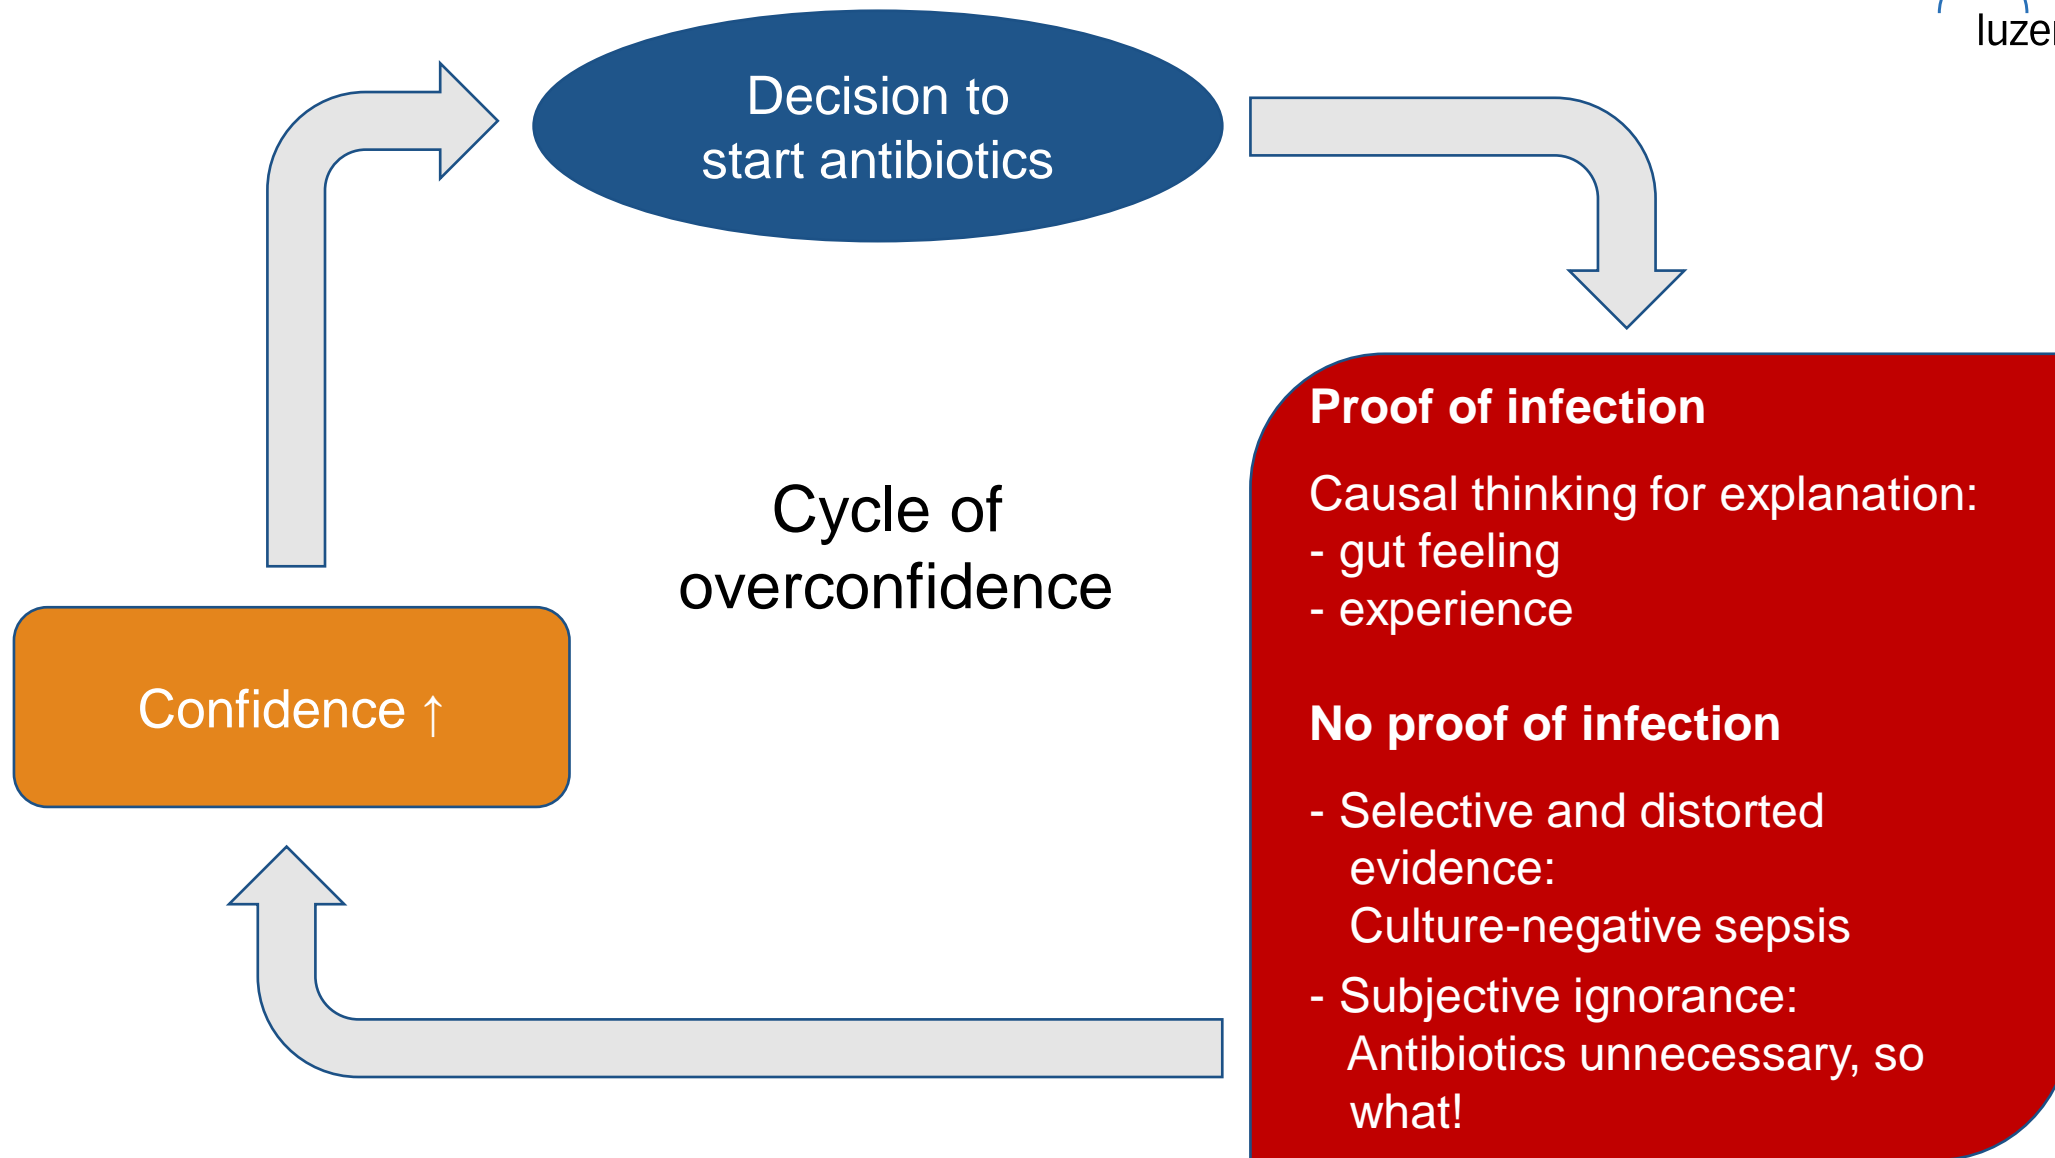 Decision to
start antibiotics
Proof of infection
Causal thinking for explanation:
- gut feeling
- experience
No proof of infection
- Selective and distorted
evidence:
Culture-negative sepsis
- Subjective ignorance:
Antibiotics unnecessary, so
what!
Confidence ↑
Cycle of
overconfidence